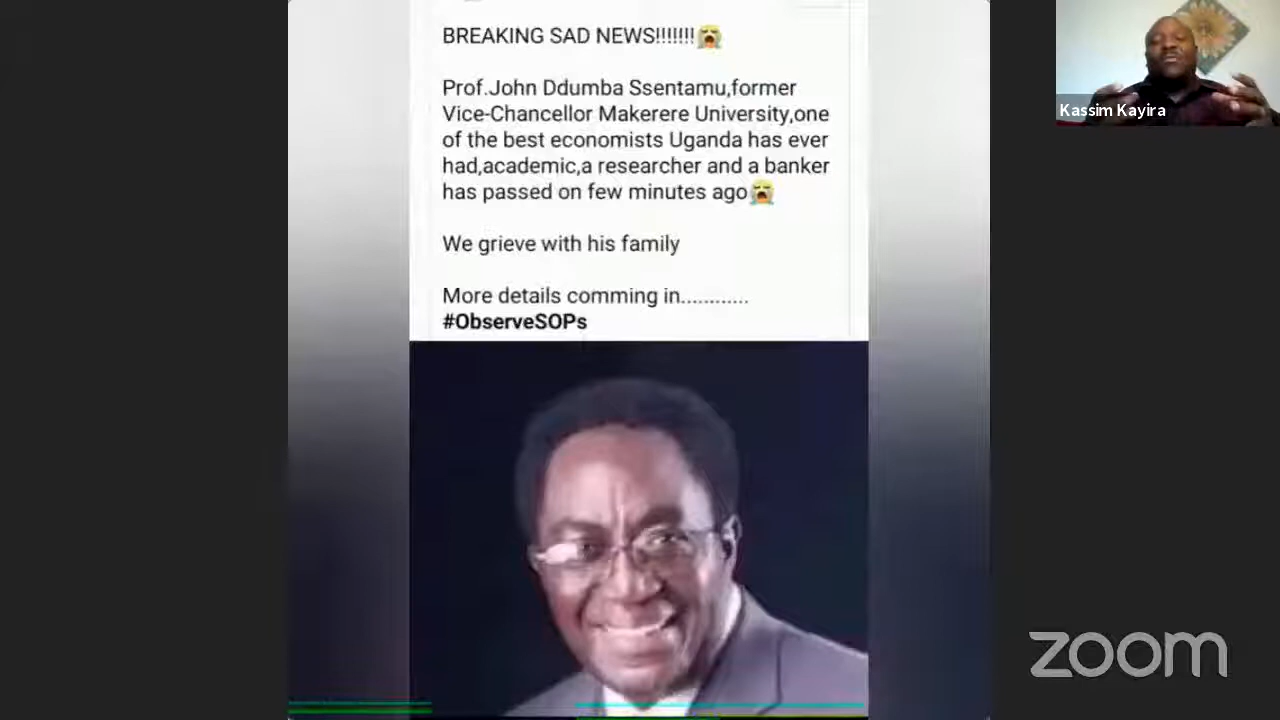 BREAKING SAD NEWS!!!!!!!😭
Prof.John Ddumba Ssentamu,former
Vice-Chancellor Makerere University,one
of the best economists Uganda has ever
had,academic,a researcher and a banker
has passed on few minutes ago😭
We grieve with his family
More details comming in............
#ObserveSOPs
Kassim Kayira
zoom